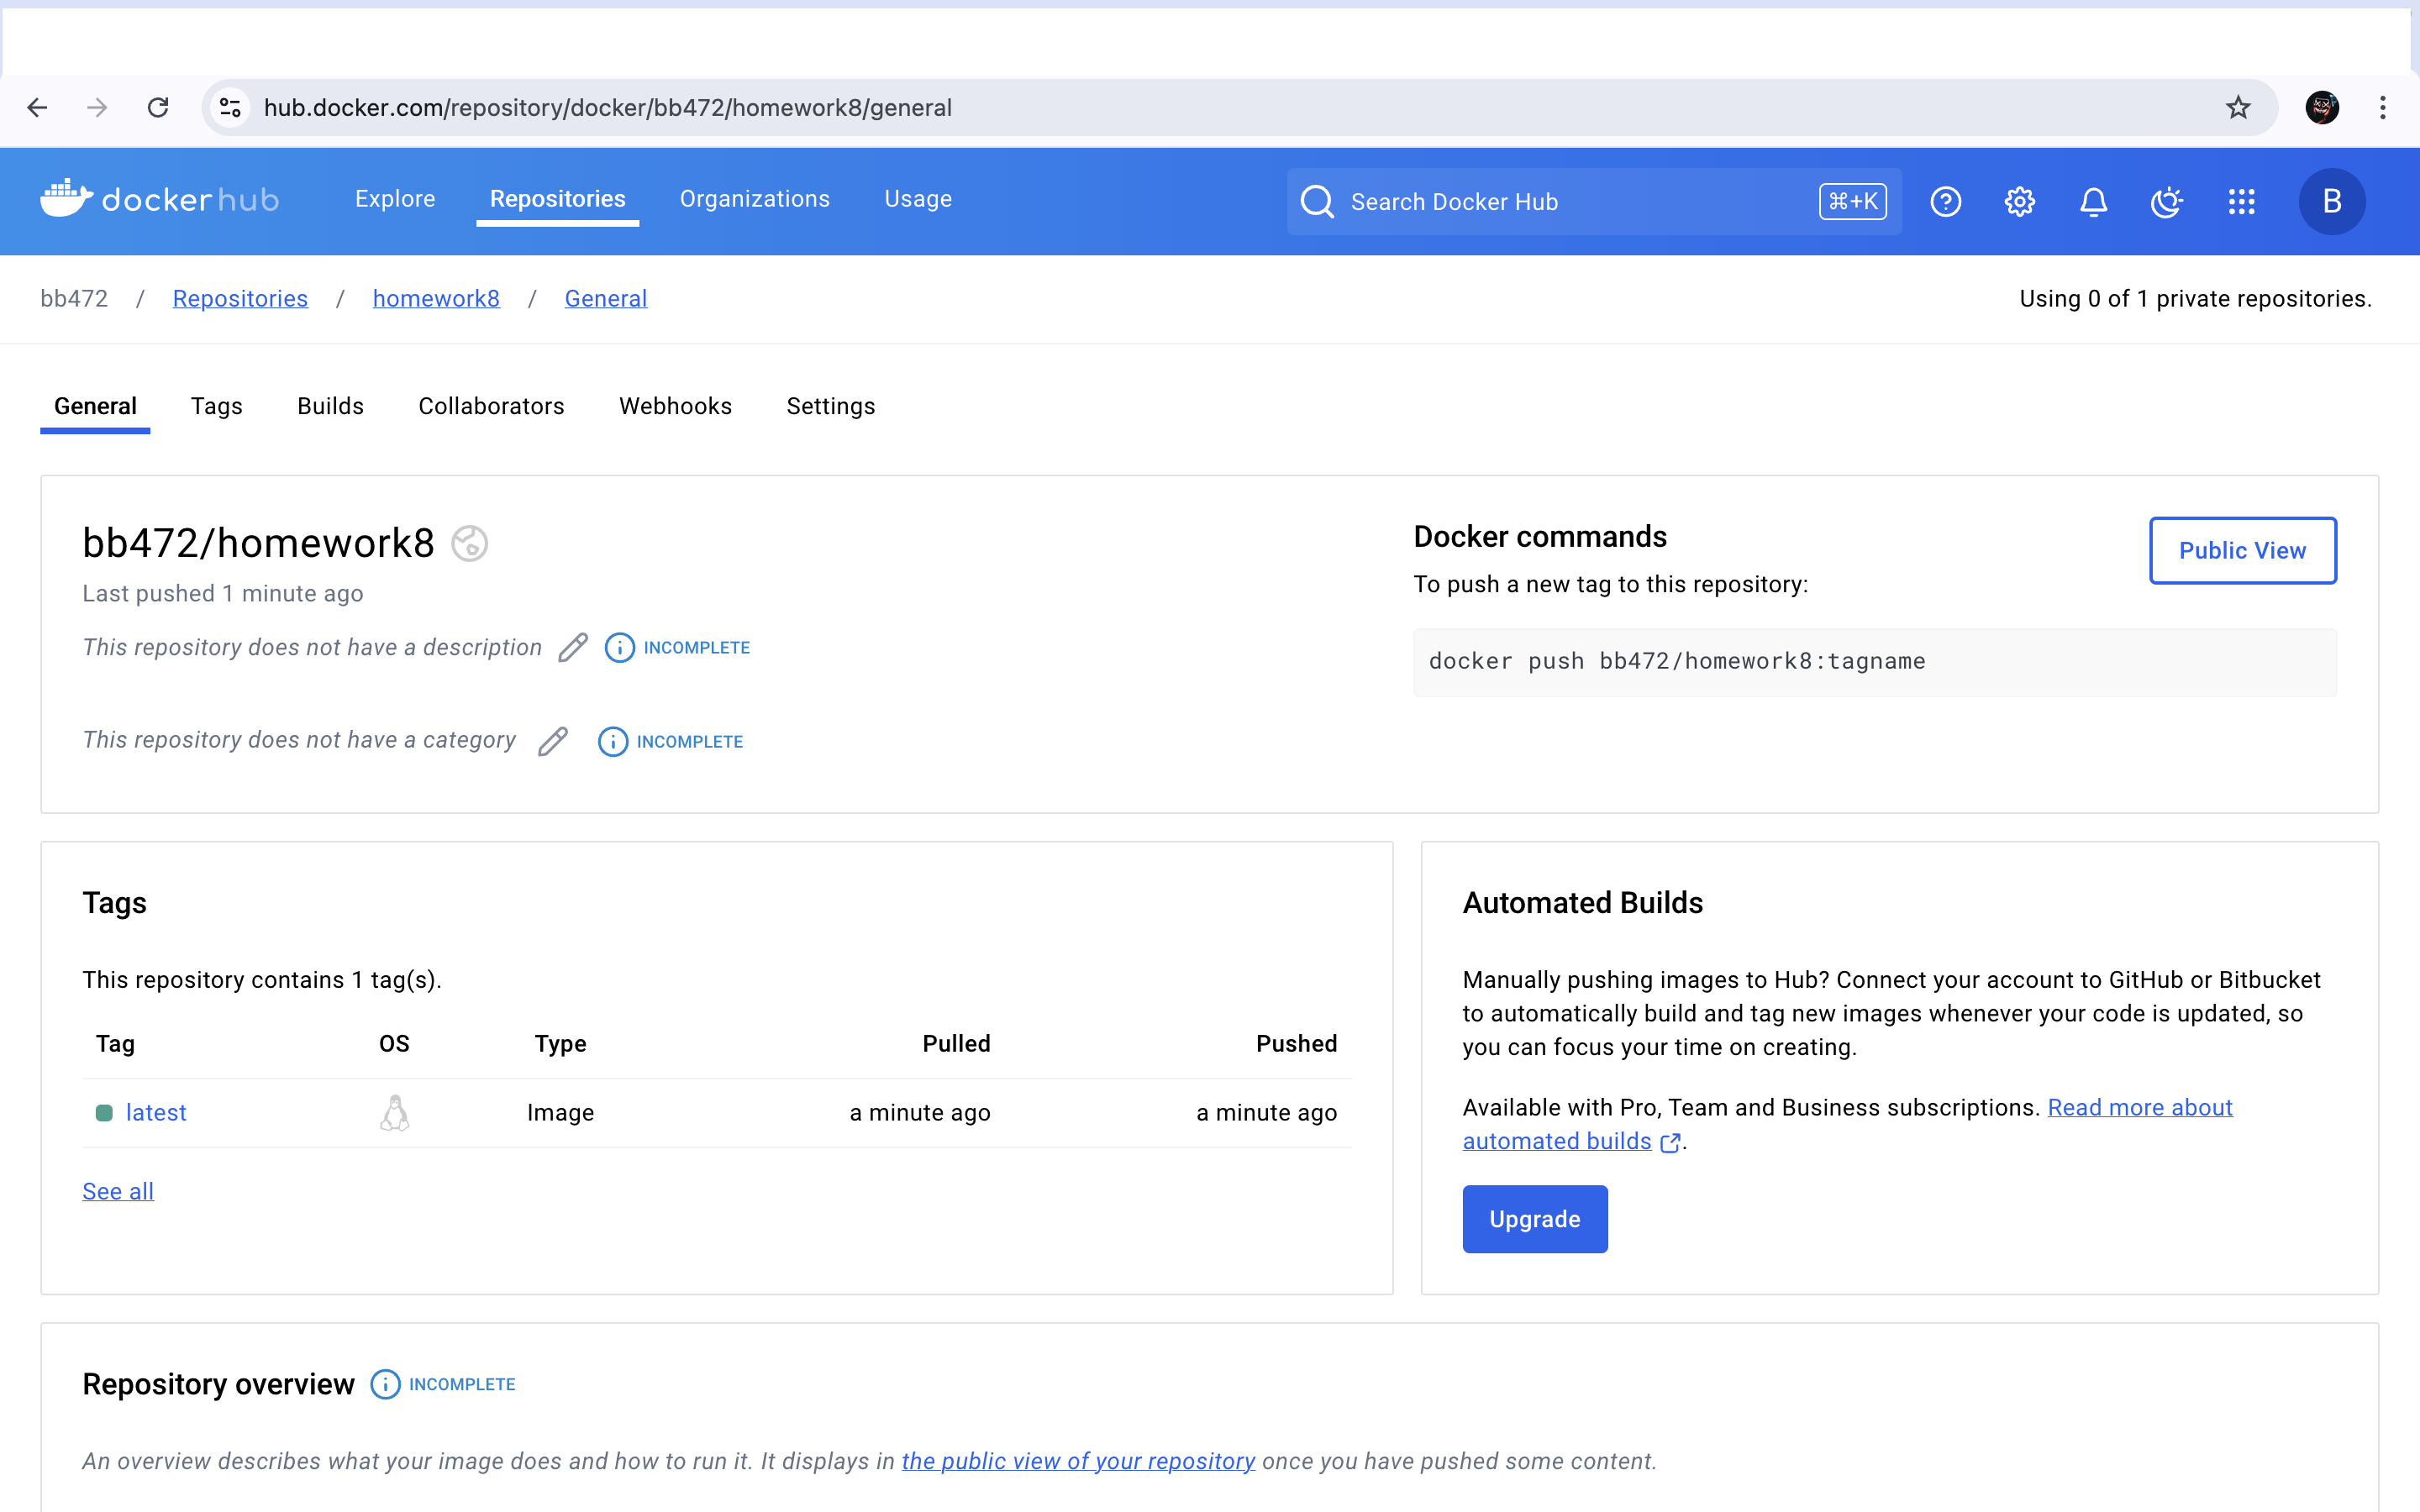 hub.docker.com/repository/docker/bb472/homework8/general
dockerhub Explore Repositories Organizations Usage Search Docker Hub ⌘+K B
bb472 / Repositories / homework8 / General Using 0 of 1 private repositories.
General Tags Builds Collaborators Webhooks Settings
bb472/homework8
Last pushed 1 minute ago
This repository does not have a description INCOMPLETE
This repository does not have a category INCOMPLETE
Docker commands
Public View
To push a new tag to this repository:
docker push bb472/homework8:tagname
Tags
This repository contains 1 tag(s).
Tag OS Type Pulled Pushed
latest Image a minute ago a minute ago
See all
Automated Builds
Manually pushing images to Hub? Connect your account to GitHub or Bitbucket
to automatically build and tag new images whenever your code is updated, so
you can focus your time on creating.
Available with Pro, Team and Business subscriptions. Read more about
automated builds.
Upgrade
Repository overview INCOMPLETE
An overview describes what your image does and how to run it. It displays in the public view of your repository once you have pushed some content.